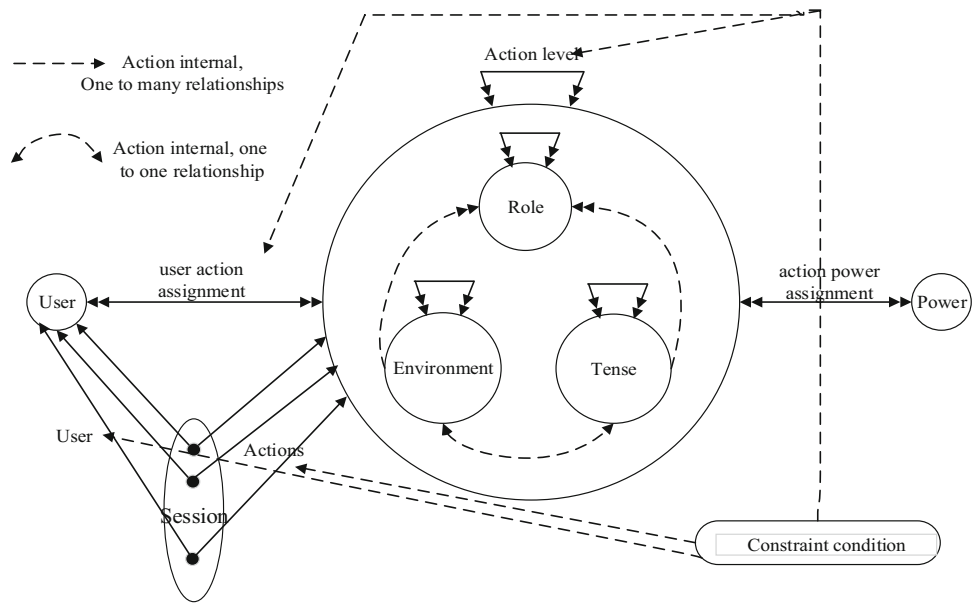 Action level
Action internal,
One to many relationships
Action internal, one
to one relationship
Role
user action
assignment
action power
assignment
User
Power
Environment
Tense
User
Actions
Session
Constraint condition